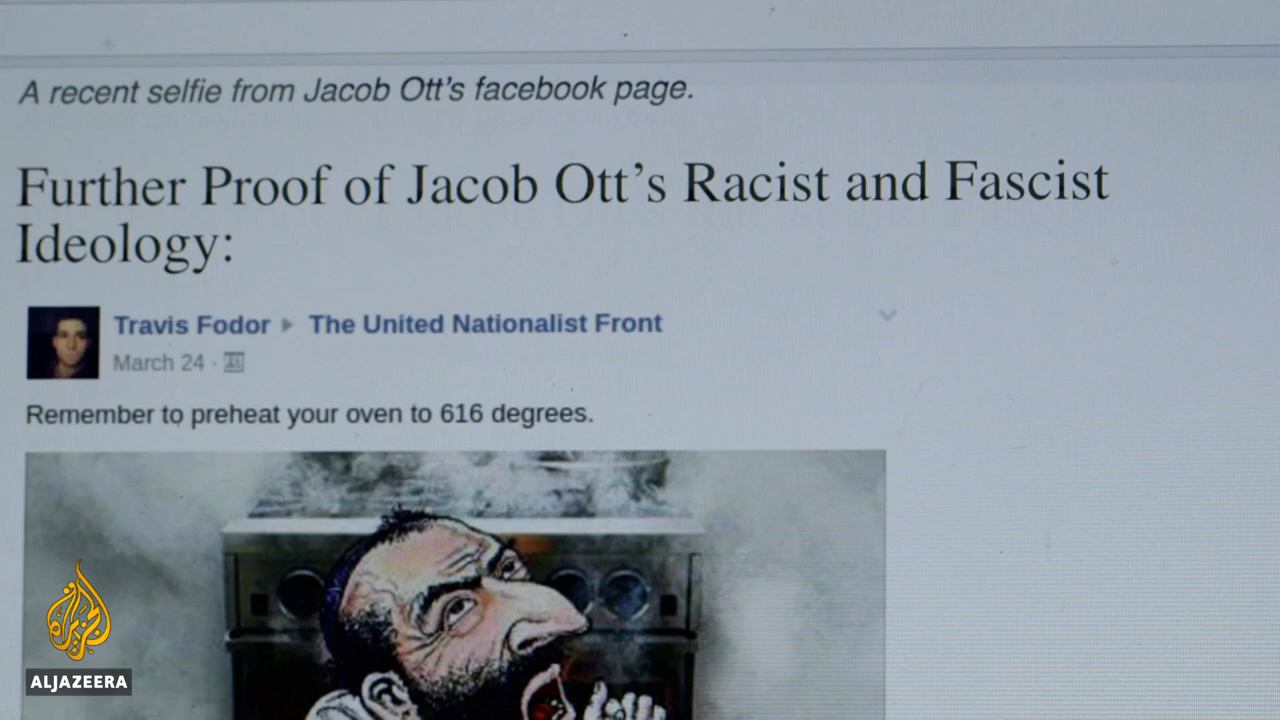 A recent selfie from Jacob Ott's facebook page.
Further Proof of Jacob Ott's Racist and Fascist
Ideology:
Travis Fodor ▸ The United Nationalist Front
March 24 ·
Remember to preheat your oven to 616 degrees.
ALJAZEERA